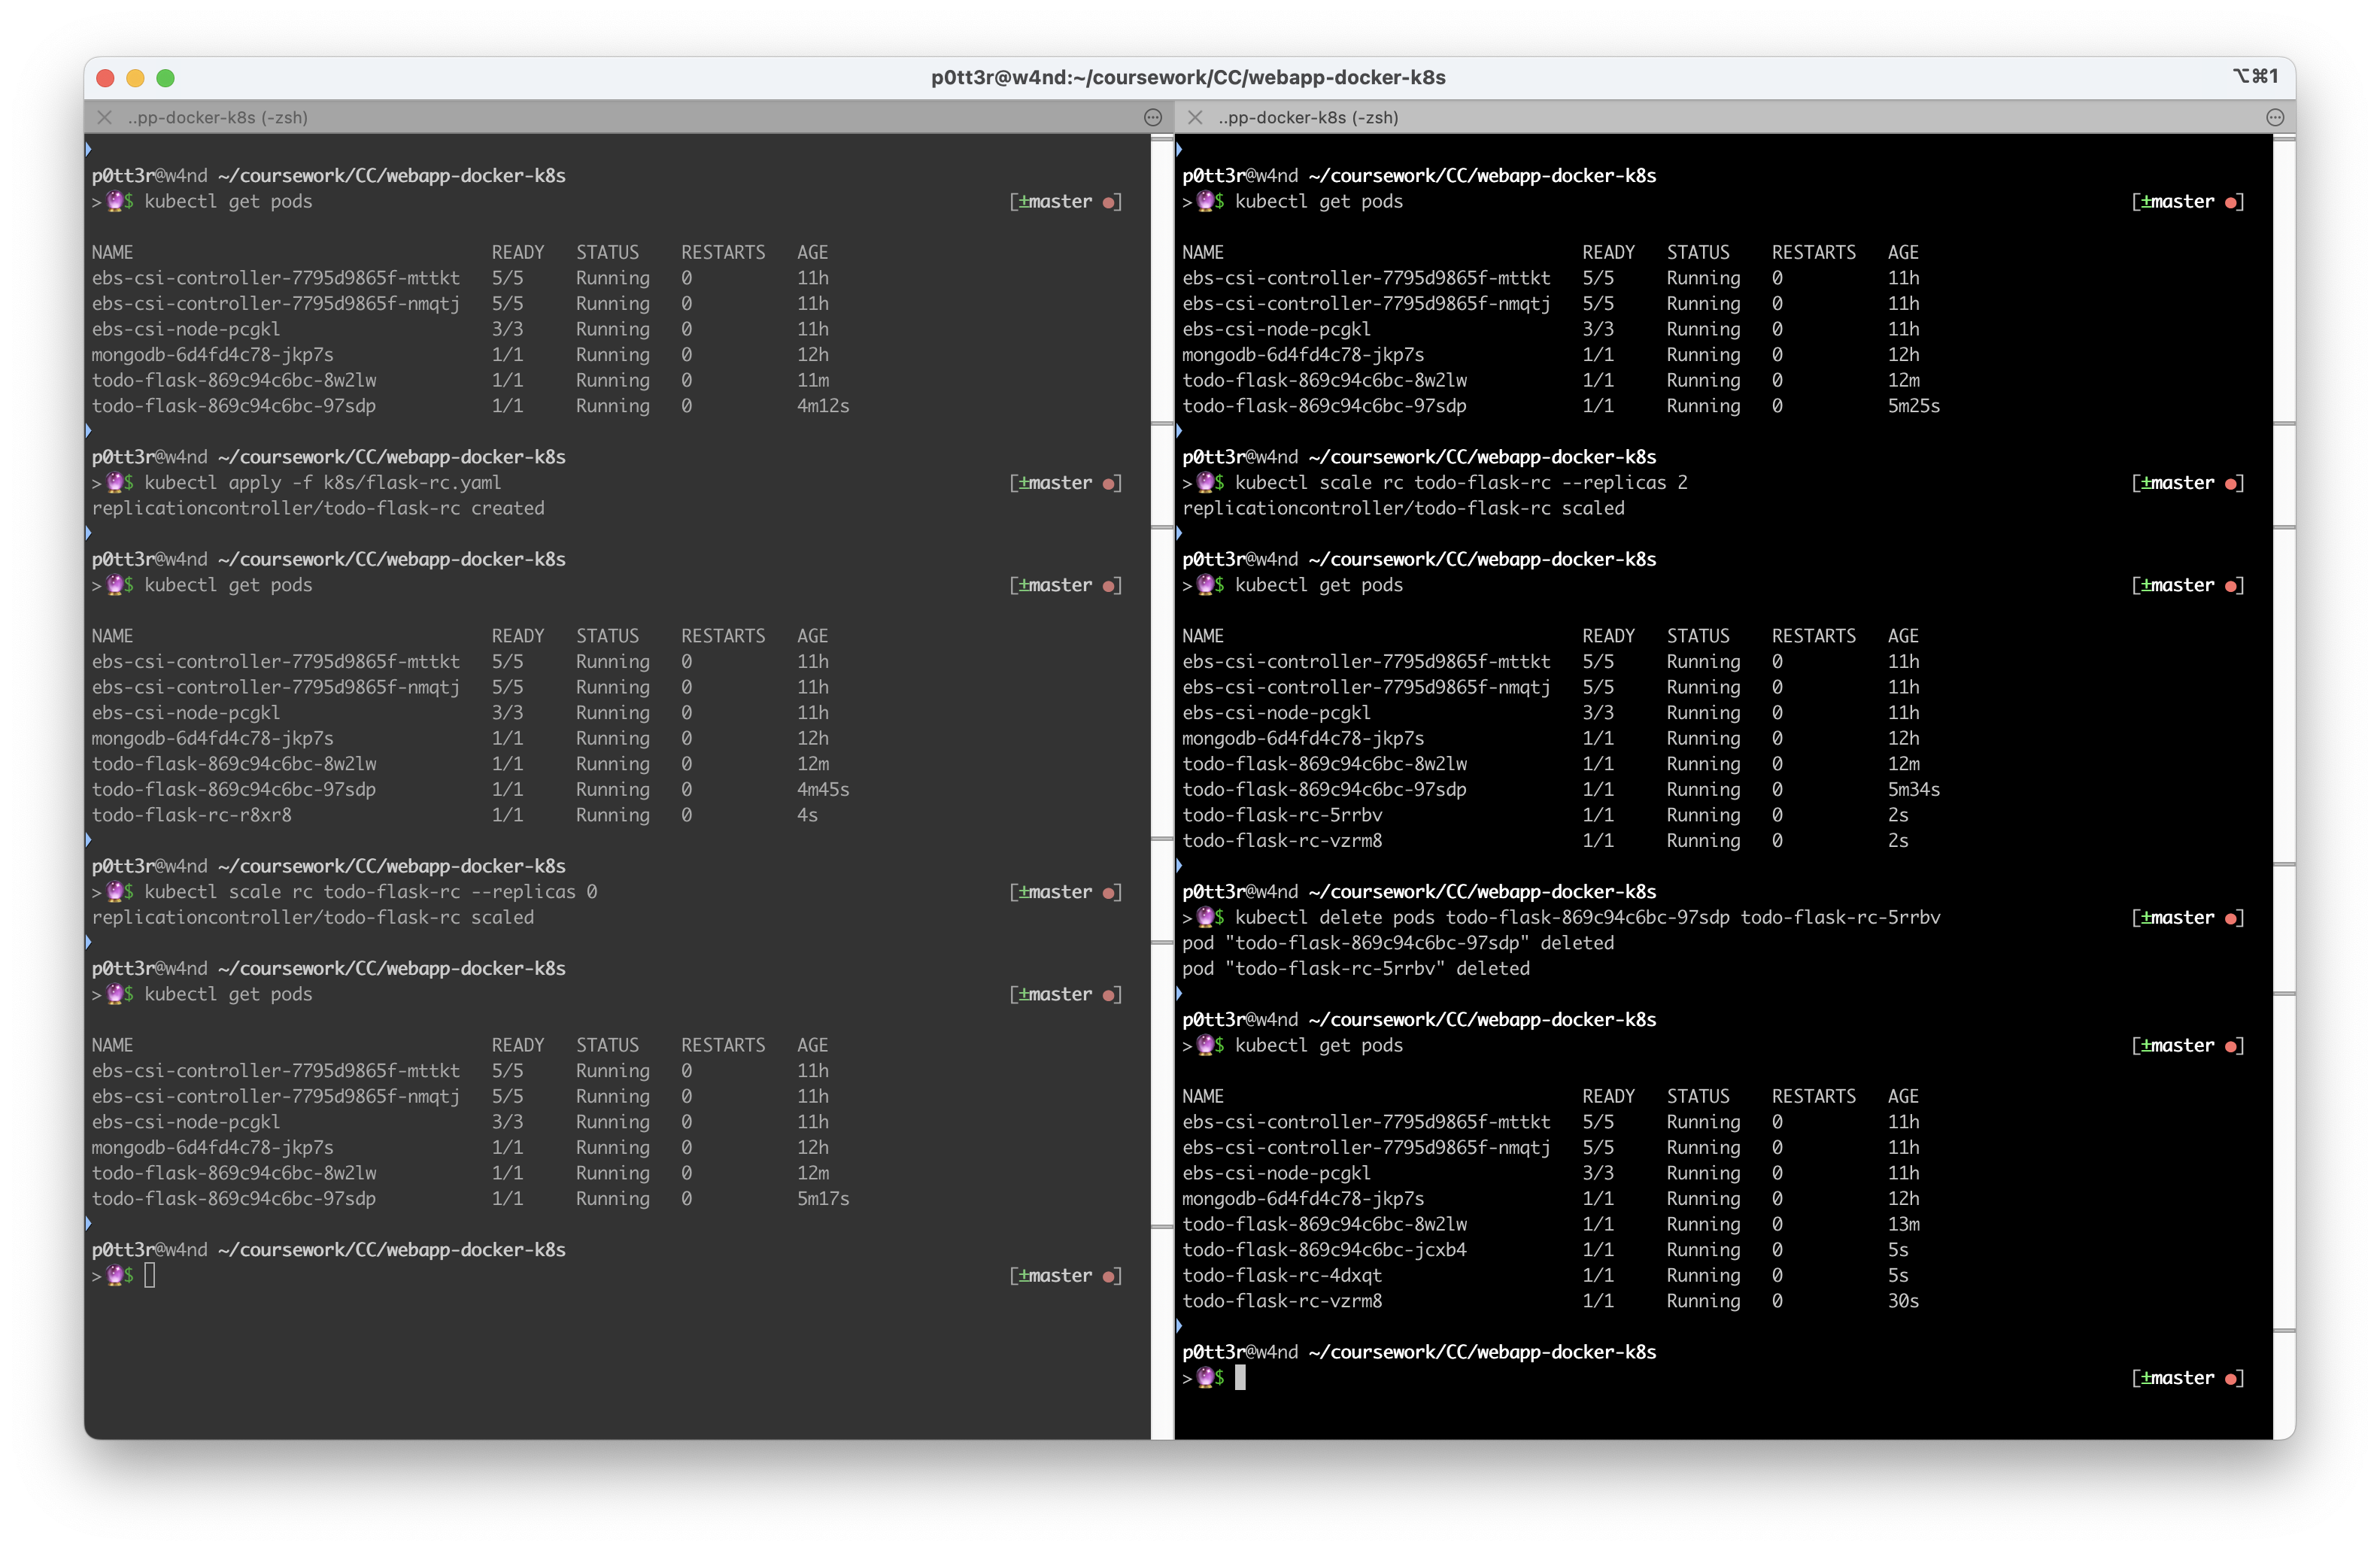 p0tt3r@w4nd:~/coursework/CC/webapp-docker-k8s
⌥⌘1
..pp-docker-k8s (-zsh)
p0tt3r@w4nd ~/coursework/CC/webapp-docker-k8s
>🔮$ kubectl get pods [±master ●]
NAME READY STATUS RESTARTS AGE
ebs-csi-controller-7795d9865f-mttkt 5/5 Running 0 11h
ebs-csi-controller-7795d9865f-nmqtj 5/5 Running 0 11h
ebs-csi-node-pcgkl 3/3 Running 0 11h
mongodb-6d4fd4c78-jkp7s 1/1 Running 0 12h
todo-flask-869c94c6bc-8w2lw 1/1 Running 0 11m
todo-flask-869c94c6bc-97sdp 1/1 Running 0 4m12s
p0tt3r@w4nd ~/coursework/CC/webapp-docker-k8s
>🔮$ kubectl apply -f k8s/flask-rc.yaml [±master ●]
replicationcontroller/todo-flask-rc created
p0tt3r@w4nd ~/coursework/CC/webapp-docker-k8s
>🔮$ kubectl get pods [±master ●]
NAME READY STATUS RESTARTS AGE
ebs-csi-controller-7795d9865f-mttkt 5/5 Running 0 11h
ebs-csi-controller-7795d9865f-nmqtj 5/5 Running 0 11h
ebs-csi-node-pcgkl 3/3 Running 0 11h
mongodb-6d4fd4c78-jkp7s 1/1 Running 0 12h
todo-flask-869c94c6bc-8w2lw 1/1 Running 0 12m
todo-flask-869c94c6bc-97sdp 1/1 Running 0 4m45s
todo-flask-rc-r8xr8 1/1 Running 0 4s
p0tt3r@w4nd ~/coursework/CC/webapp-docker-k8s
>🔮$ kubectl scale rc todo-flask-rc --replicas 0 [±master ●]
replicationcontroller/todo-flask-rc scaled
p0tt3r@w4nd ~/coursework/CC/webapp-docker-k8s
>🔮$ kubectl get pods [±master ●]
NAME READY STATUS RESTARTS AGE
ebs-csi-controller-7795d9865f-mttkt 5/5 Running 0 11h
ebs-csi-controller-7795d9865f-nmqtj 5/5 Running 0 11h
ebs-csi-node-pcgkl 3/3 Running 0 11h
mongodb-6d4fd4c78-jkp7s 1/1 Running 0 12h
todo-flask-869c94c6bc-8w2lw 1/1 Running 0 12m
todo-flask-869c94c6bc-97sdp 1/1 Running 0 5m17s
p0tt3r@w4nd ~/coursework/CC/webapp-docker-k8s
>🔮$ [±master ●]
..pp-docker-k8s (-zsh)
p0tt3r@w4nd ~/coursework/CC/webapp-docker-k8s
>🔮$ kubectl get pods [±master ●]
NAME READY STATUS RESTARTS AGE
ebs-csi-controller-7795d9865f-mttkt 5/5 Running 0 11h
ebs-csi-controller-7795d9865f-nmqtj 5/5 Running 0 11h
ebs-csi-node-pcgkl 3/3 Running 0 11h
mongodb-6d4fd4c78-jkp7s 1/1 Running 0 12h
todo-flask-869c94c6bc-8w2lw 1/1 Running 0 12m
todo-flask-869c94c6bc-97sdp 1/1 Running 0 5m25s
p0tt3r@w4nd ~/coursework/CC/webapp-docker-k8s
>🔮$ kubectl scale rc todo-flask-rc --replicas 2 [±master ●]
replicationcontroller/todo-flask-rc scaled
p0tt3r@w4nd ~/coursework/CC/webapp-docker-k8s
>🔮$ kubectl get pods [±master ●]
NAME READY STATUS RESTARTS AGE
ebs-csi-controller-7795d9865f-mttkt 5/5 Running 0 11h
ebs-csi-controller-7795d9865f-nmqtj 5/5 Running 0 11h
ebs-csi-node-pcgkl 3/3 Running 0 11h
mongodb-6d4fd4c78-jkp7s 1/1 Running 0 12h
todo-flask-869c94c6bc-8w2lw 1/1 Running 0 12m
todo-flask-869c94c6bc-97sdp 1/1 Running 0 5m34s
todo-flask-rc-5rrbv 1/1 Running 0 2s
todo-flask-rc-vzrm8 1/1 Running 0 2s
p0tt3r@w4nd ~/coursework/CC/webapp-docker-k8s
>🔮$ kubectl delete pods todo-flask-869c94c6bc-97sdp todo-flask-rc-5rrbv [±master ●]
pod "todo-flask-869c94c6bc-97sdp" deleted
pod "todo-flask-rc-5rrbv" deleted
p0tt3r@w4nd ~/coursework/CC/webapp-docker-k8s
>🔮$ kubectl get pods [±master ●]
NAME READY STATUS RESTARTS AGE
ebs-csi-controller-7795d9865f-mttkt 5/5 Running 0 11h
ebs-csi-controller-7795d9865f-nmqtj 5/5 Running 0 11h
ebs-csi-node-pcgkl 3/3 Running 0 11h
mongodb-6d4fd4c78-jkp7s 1/1 Running 0 12h
todo-flask-869c94c6bc-8w2lw 1/1 Running 0 13m
todo-flask-869c94c6bc-jcxb4 1/1 Running 0 5s
todo-flask-rc-4dxqt 1/1 Running 0 5s
todo-flask-rc-vzrm8 1/1 Running 0 30s
p0tt3r@w4nd ~/coursework/CC/webapp-docker-k8s
>🔮$ [±master ●]